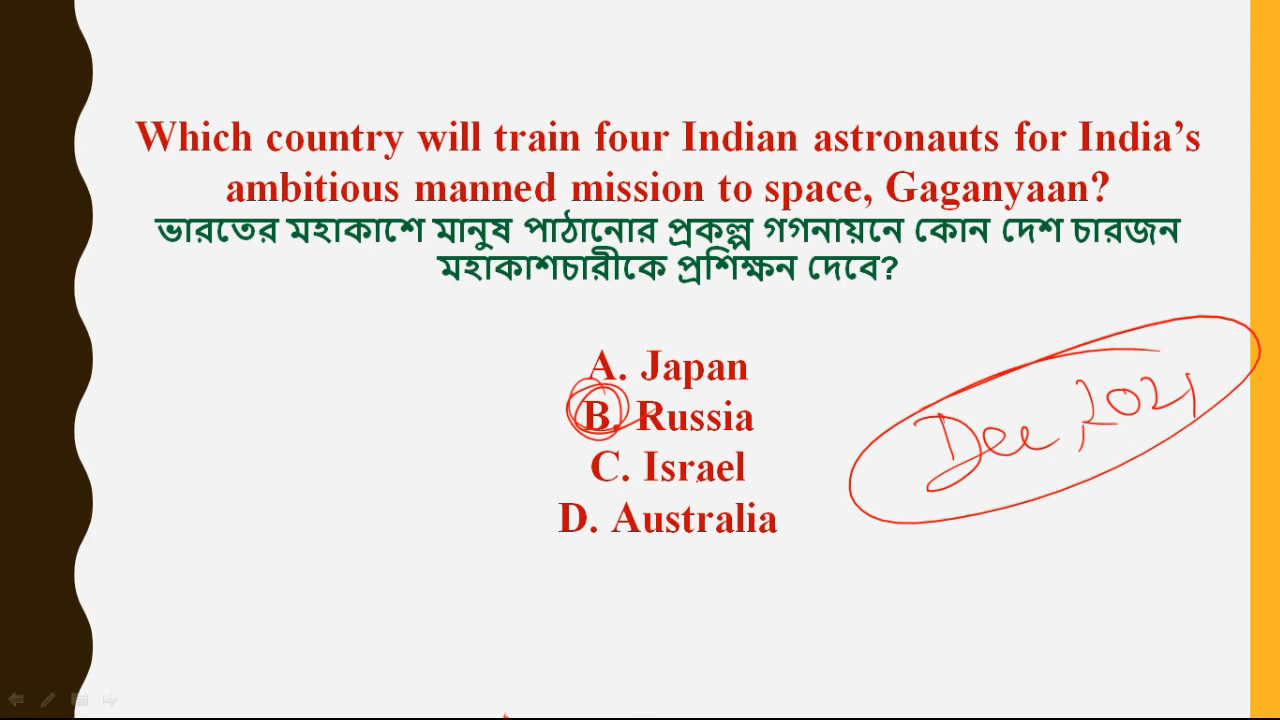 Which country will train four Indian astronauts for India’s
ambitious manned mission to space, Gaganyaan?
ভারতের মহাকাশে মানুষ পাঠানোর প্রকল্প গগনায়নে কোন দেশ চারজন
মহাকাশচারীকে প্রশিক্ষন দেবে?
A. Japan
B. Russia
C. Israel
D. Australia
Dec, 2021